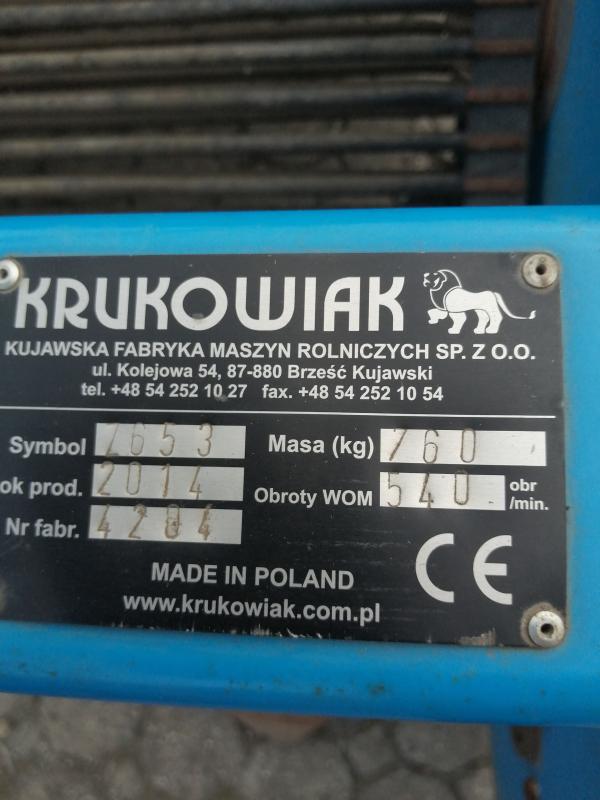 KRUKOWIAK
KUJAWSKA FABRYKA MASZYN ROLNICZYCH SP. Z O.O.
ul. Kolejowa 54, 87-880 Brześć Kujawski
tel. +48 54 252 10 27 fax. +48 54 252 10 54
Symbol Z653 Masa (kg) 760
ok prod. 2014 Obroty WOM 540 obr/min.
Nr fabr. 4284
CE
MADE IN POLAND
www.krukowiak.com.pl